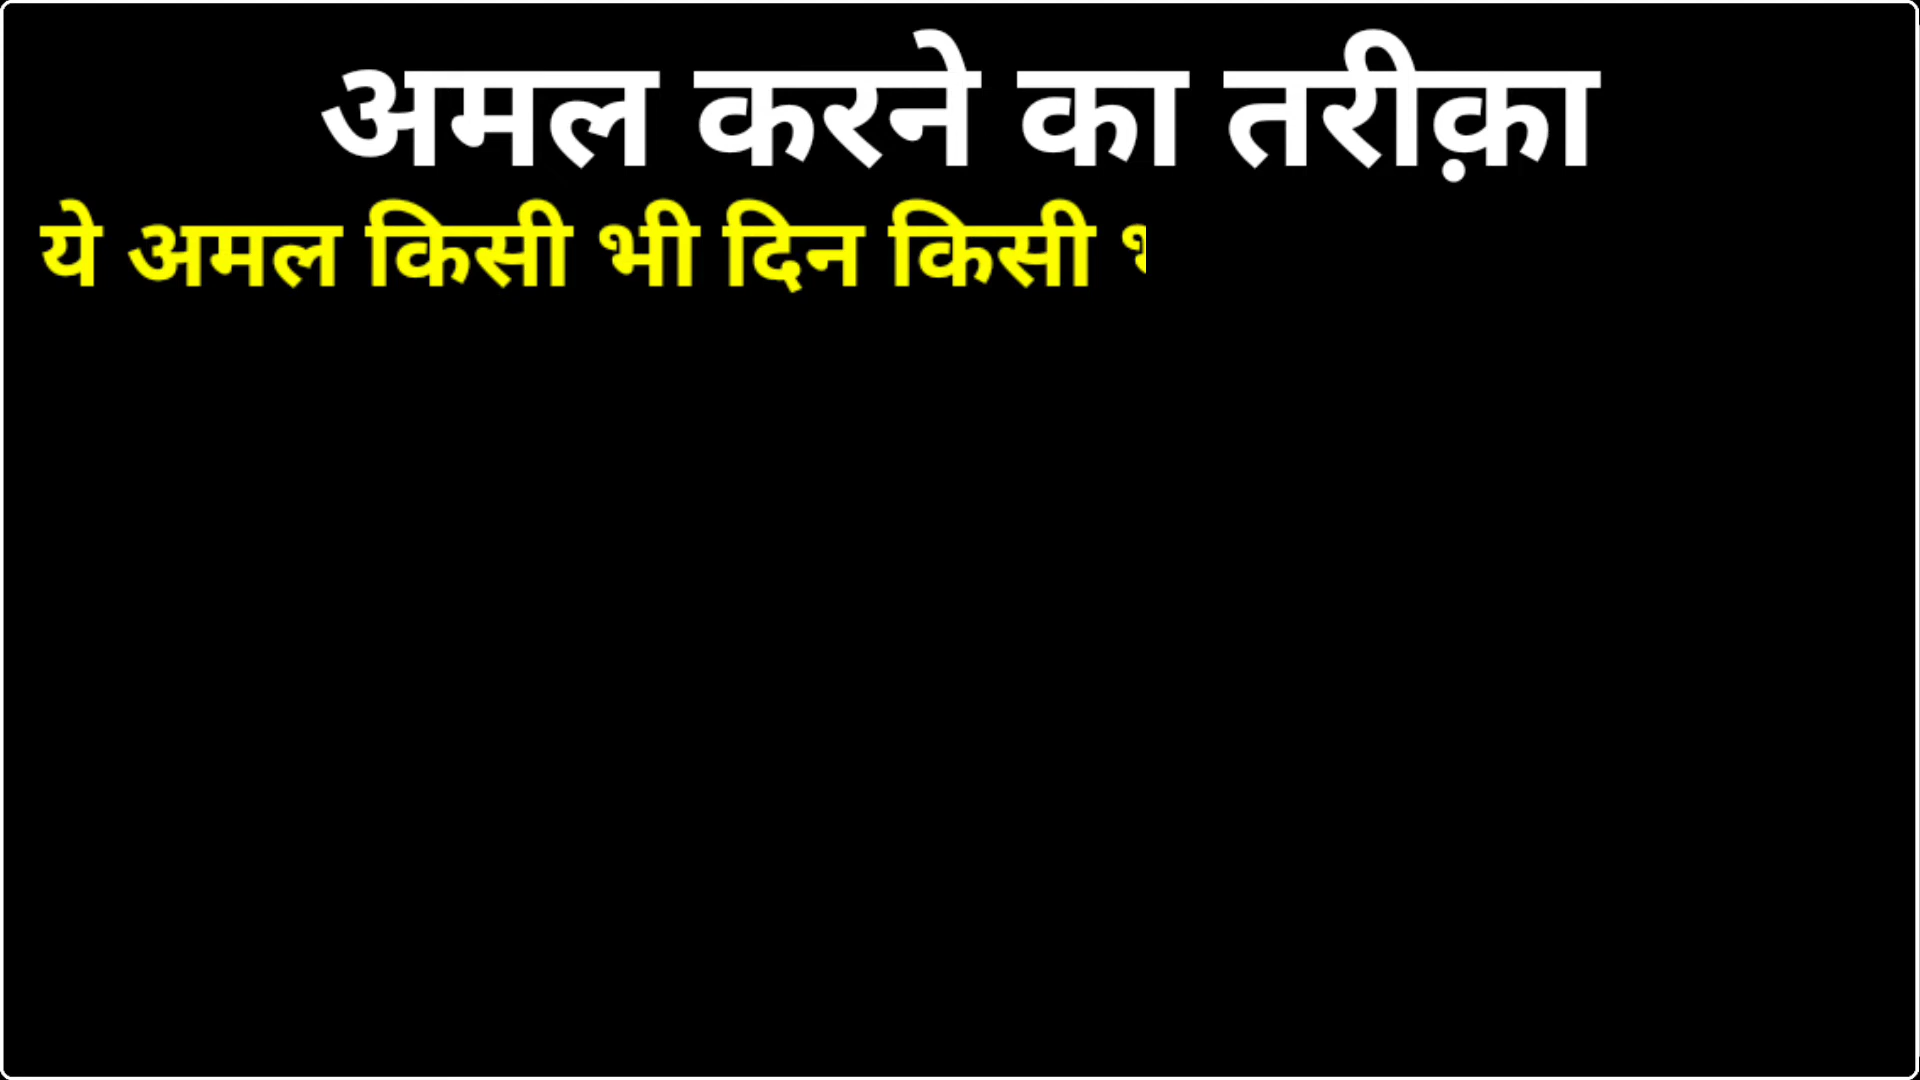 अमल करने का तरीक़ा
ये अमल किसी भी दिन किसी